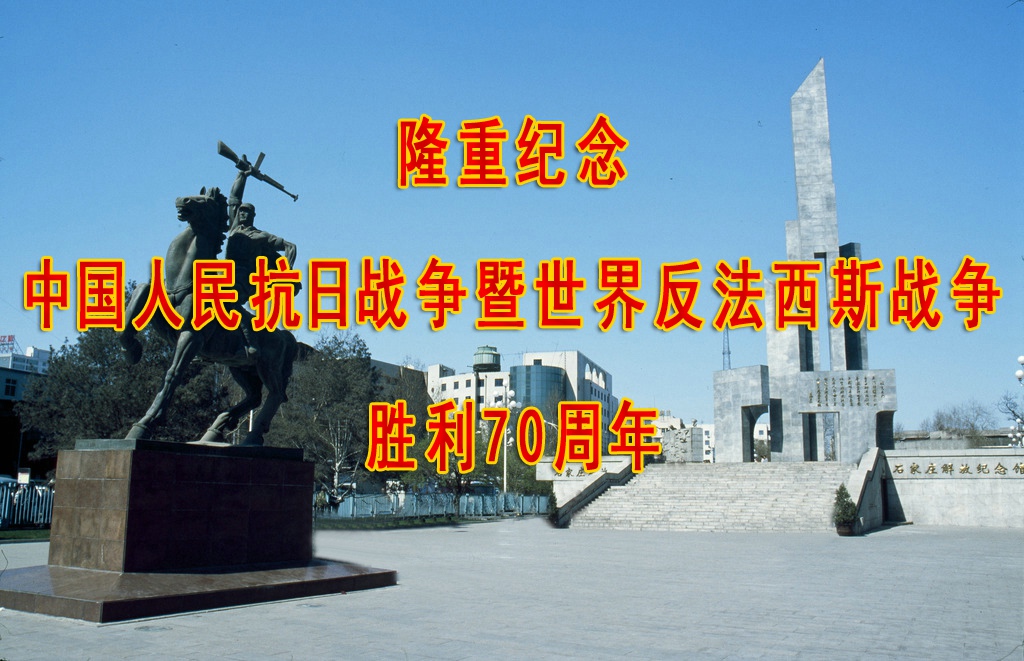 隆重纪念
中国人民抗日战争暨世界反法西斯战争
胜利70周年
石家庄解放纪念馆